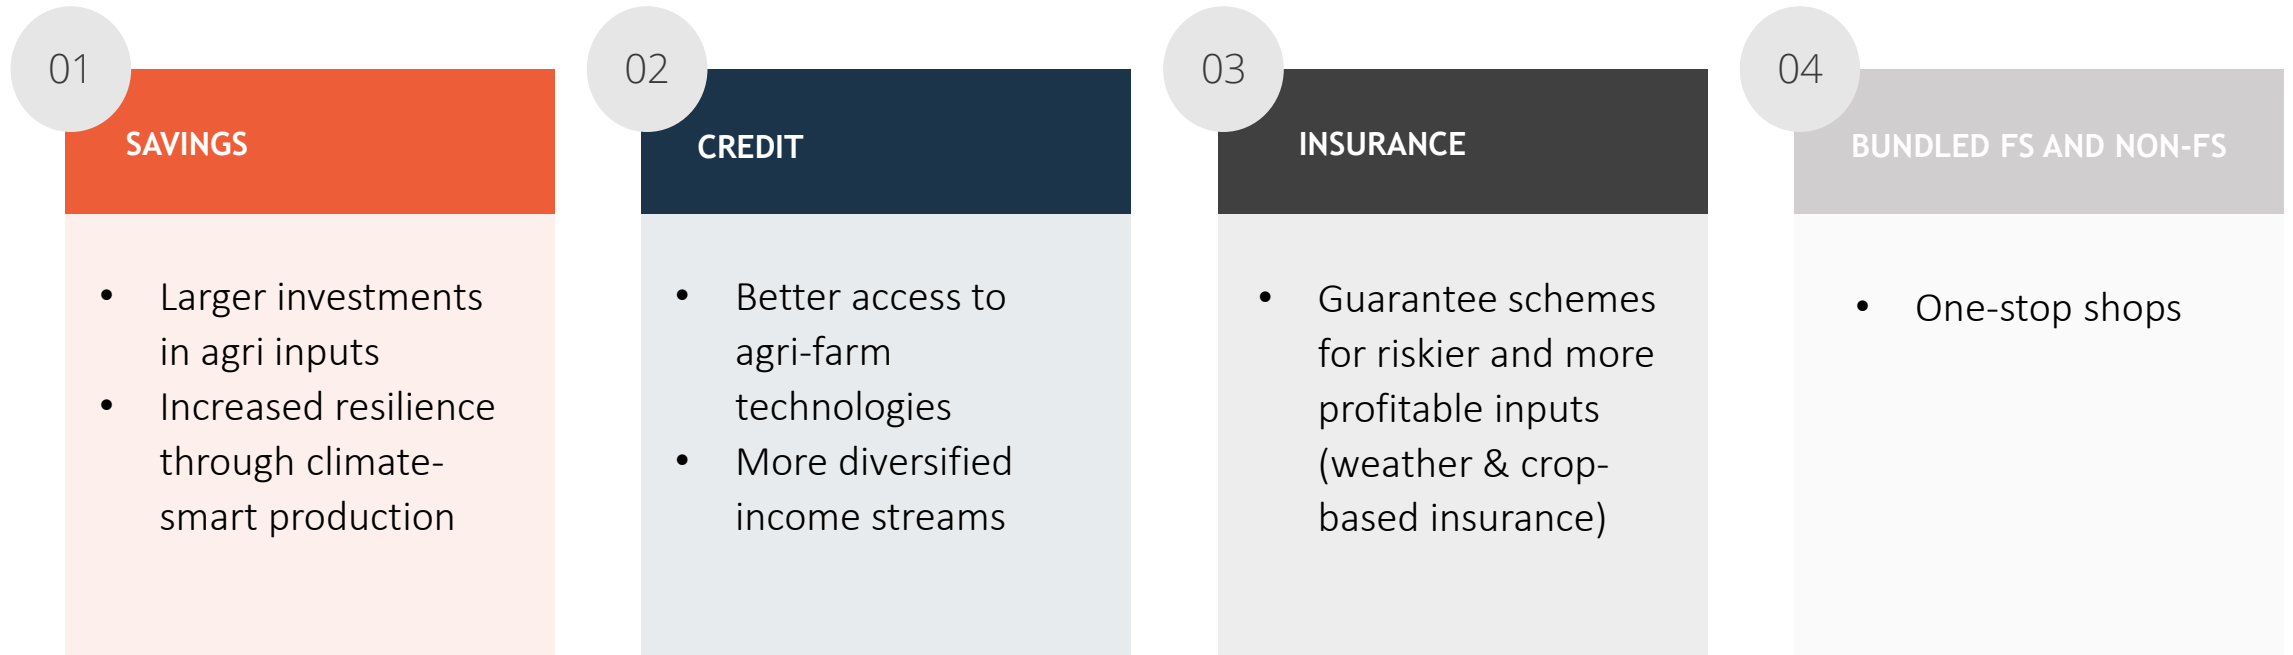 01
SAVINGS
• Larger investments
in agri inputs
• Increased resilience
through climate-
smart production
02
CREDIT
• Better access to
agri-farm
technologies
• More diversified
income streams
03
INSURANCE
• Guarantee schemes
for riskier and more
profitable inputs
(weather & crop-
based insurance)
04
BUNDLED FS AND NON-FS
• One-stop shops